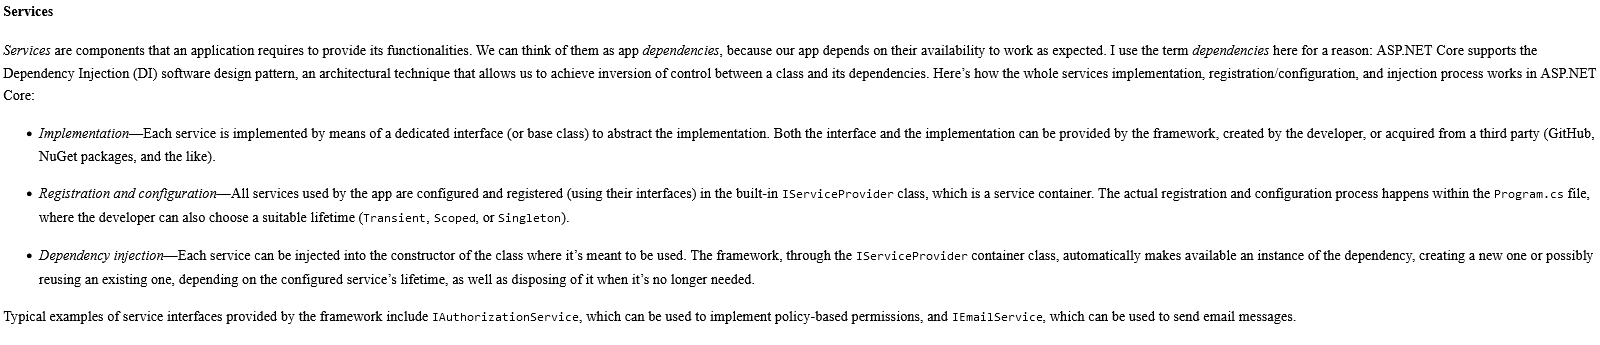 Services
Services are components that an application requires to provide its functionalities. We can think of them as app dependencies, because our app depends on their availability to work as expected. I use the term dependencies here for a reason: ASP.NET Core supports the
Dependency Injection (DI) software design pattern, an architectural technique that allows us to achieve inversion of control between a class and its dependencies. Here’s how the whole services implementation, registration/configuration, and injection process works in ASP.NET
Core:
• Implementation—Each service is implemented by means of a dedicated interface (or base class) to abstract the implementation. Both the interface and the implementation can be provided by the framework, created by the developer, or acquired from a third party (GitHub,
NuGet packages, and the like).
• Registration and configuration—All services used by the app are configured and registered (using their interfaces) in the built-in IServiceProvider class, which is a service container. The actual registration and configuration process happens within the Program.cs file,
where the developer can also choose a suitable lifetime (Transient, Scoped, or Singleton).
• Dependency injection—Each service can be injected into the constructor of the class where it’s meant to be used. The framework, through the IServiceProvider container class, automatically makes available an instance of the dependency, creating a new one or possibly
reusing an existing one, depending on the configured service’s lifetime, as well as disposing of it when it’s no longer needed.
Typical examples of service interfaces provided by the framework include IAuthorizationService, which can be used to implement policy-based permissions, and IEmailService, which can be used to send email messages.